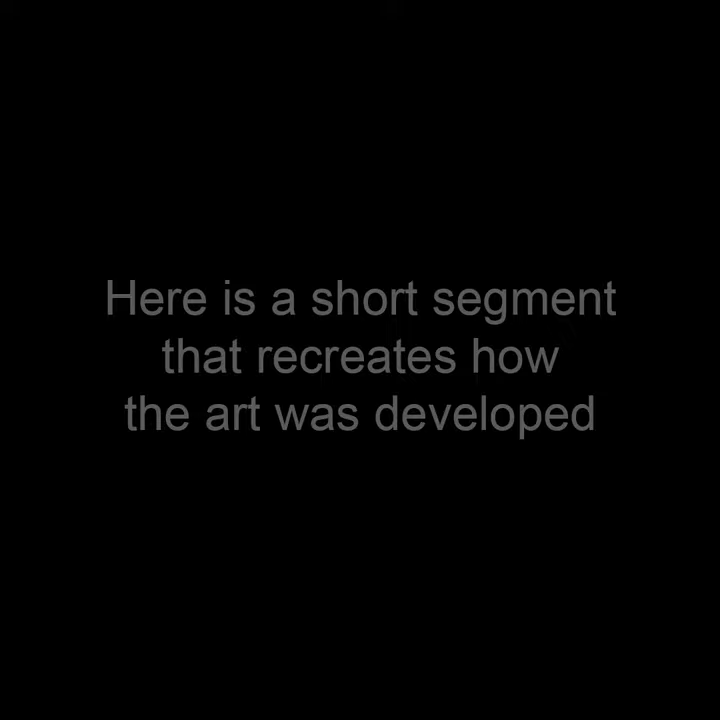 Here is a short segment
that recreates how
the art was developed